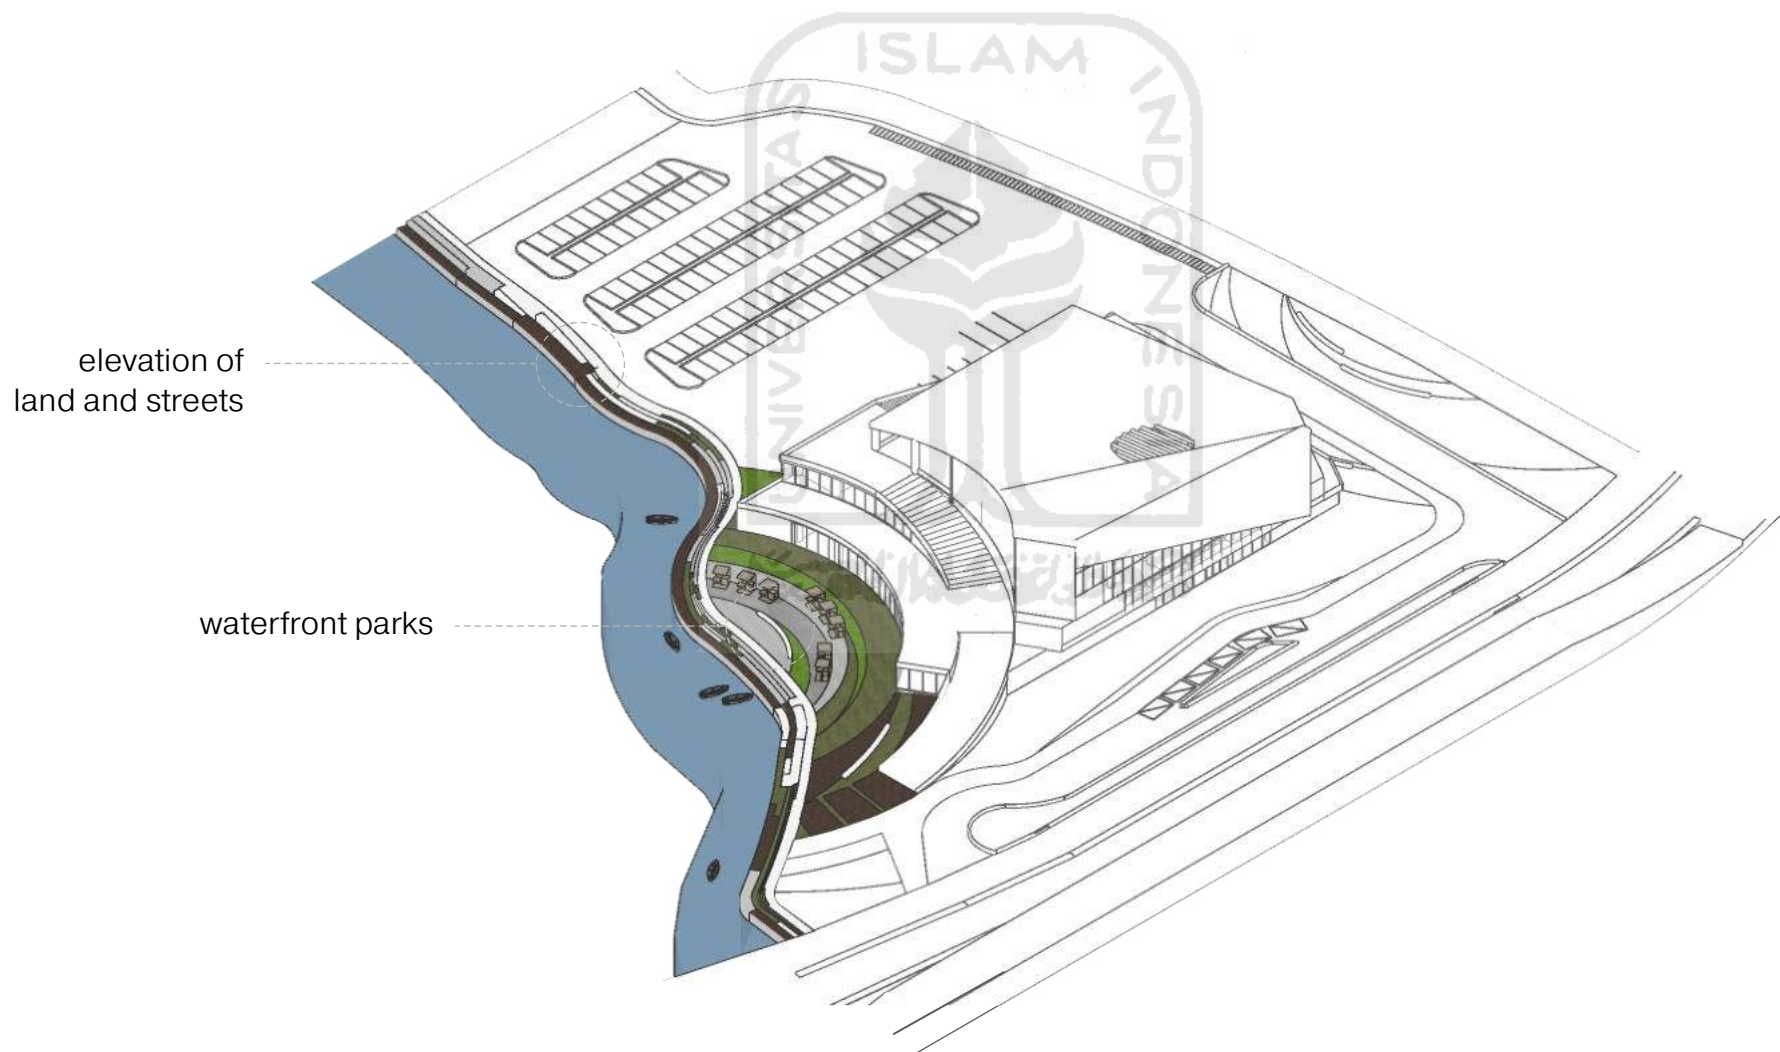 ISLAM
UNIVERSITAS
INDONESIA
elevation of
land and streets
waterfront parks